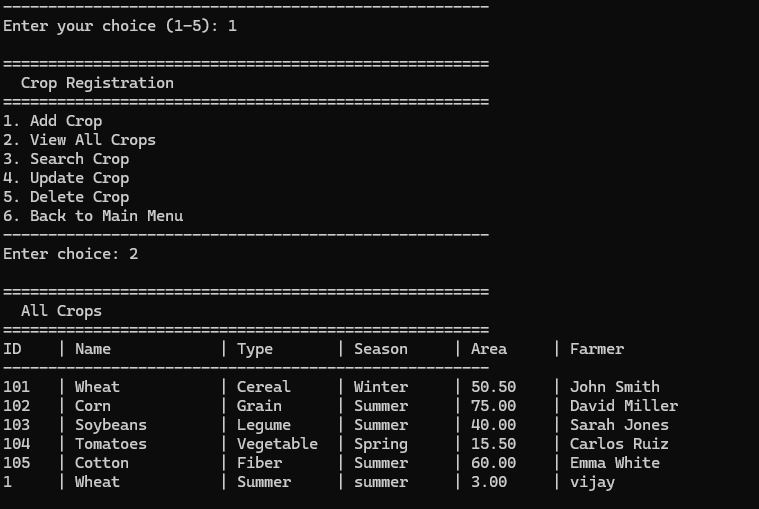 ------------------------------------------------------
Enter your choice (1-5): 1
======================================================
  Crop Registration
======================================================
1. Add Crop
2. View All Crops
3. Search Crop
4. Update Crop
5. Delete Crop
6. Back to Main Menu
------------------------------------------------------
Enter choice: 2
======================================================
  All Crops
======================================================
ID    | Name            | Type       | Season     | Area     | Farmer
------------------------------------------------------
101   | Wheat           | Cereal     | Winter     | 50.50    | John Smith
102   | Corn            | Grain      | Summer     | 75.00    | David Miller
103   | Soybeans        | Legume     | Summer     | 40.00    | Sarah Jones
104   | Tomatoes        | Vegetable  | Spring     | 15.50    | Carlos Ruiz
105   | Cotton          | Fiber      | Summer     | 60.00    | Emma White
1     | Wheat           | Summer     | summer     | 3.00     | vijay